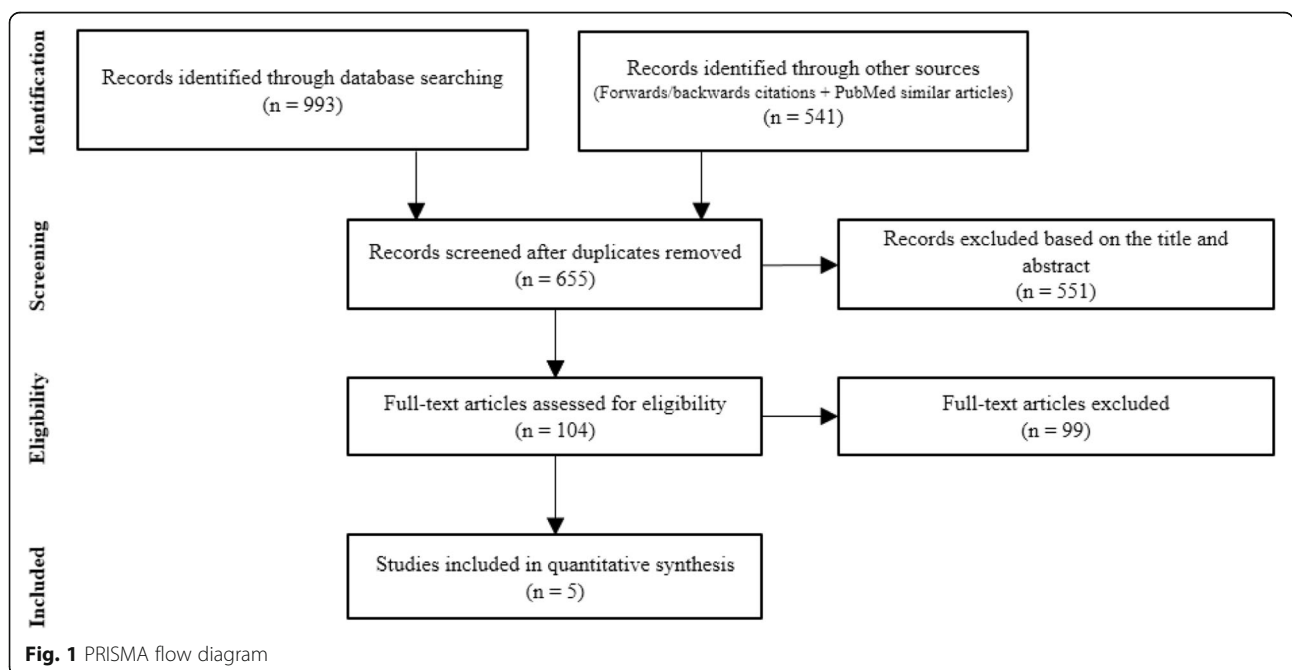 Identification
Records identified through database searching
(n = 993)
Records identified through other sources
(Forwards/backwards citations + PubMed similar articles)
(n = 541)
Screening
Records screened after duplicates removed
(n = 655)
Records excluded based on the title and
abstract
(n = 551)
Eligibility
Full-text articles assessed for eligibility
(n = 104)
Full-text articles excluded
(n = 99)
Included
Studies included in quantitative synthesis
(n = 5)
Fig. 1 PRISMA flow diagram